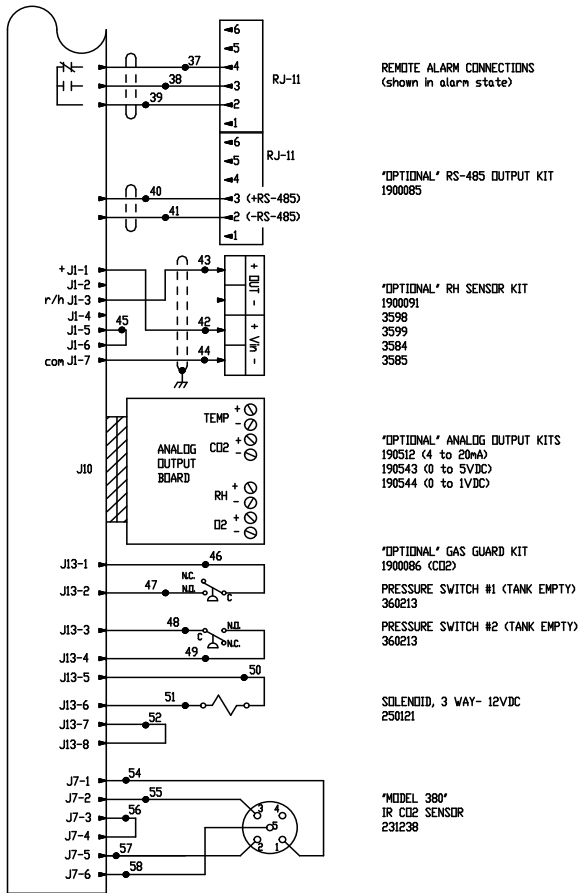 6
5
37
4
38
3
RJ-11
39
2
1
REMOTE ALARM CONNECTIONS
(shown in alarm state)
RJ-11
6
5
4
40
3 (+RS-485)
41
2 (-RS-485)
1
"OPTIONAL" RS-485 OUTPUT KIT
1900085
+ J1-1
J1-2
r/h J1-3
J1-4
45
J1-5
J1-6
com J1-7
43
42
44
+ OUT -
+ Vin -
"OPTIONAL" RH SENSOR KIT
1900091
3598
3599
3584
3585
J10
ANALOG
OUTPUT
BOARD
TEMP + -
CO2 + -
RH + -
O2 + -
"OPTIONAL" ANALOG OUTPUT KITS
190512 (4 to 20mA)
190543 (0 to 5VDC)
190544 (0 to 1VDC)
"OPTIONAL" GAS GUARD KIT
1900086 (CO2)
J13-1
46
N.C.
J13-2
47
N.O.
C
PRESSURE SWITCH #1 (TANK EMPTY)
360213
J13-3
48
N.O.
C
N.C.
J13-4
49
PRESSURE SWITCH #2 (TANK EMPTY)
360213
J13-5
50
J13-6
51
J13-7
52
J13-8
SOLENOID, 3 WAY- 12VDC
250121
J7-1
54
J7-2
55
J7-3
56
J7-4
J7-5
57
J7-6
58
3
4
5
2
1
"MODEL 380"
IR CO2 SENSOR
231238